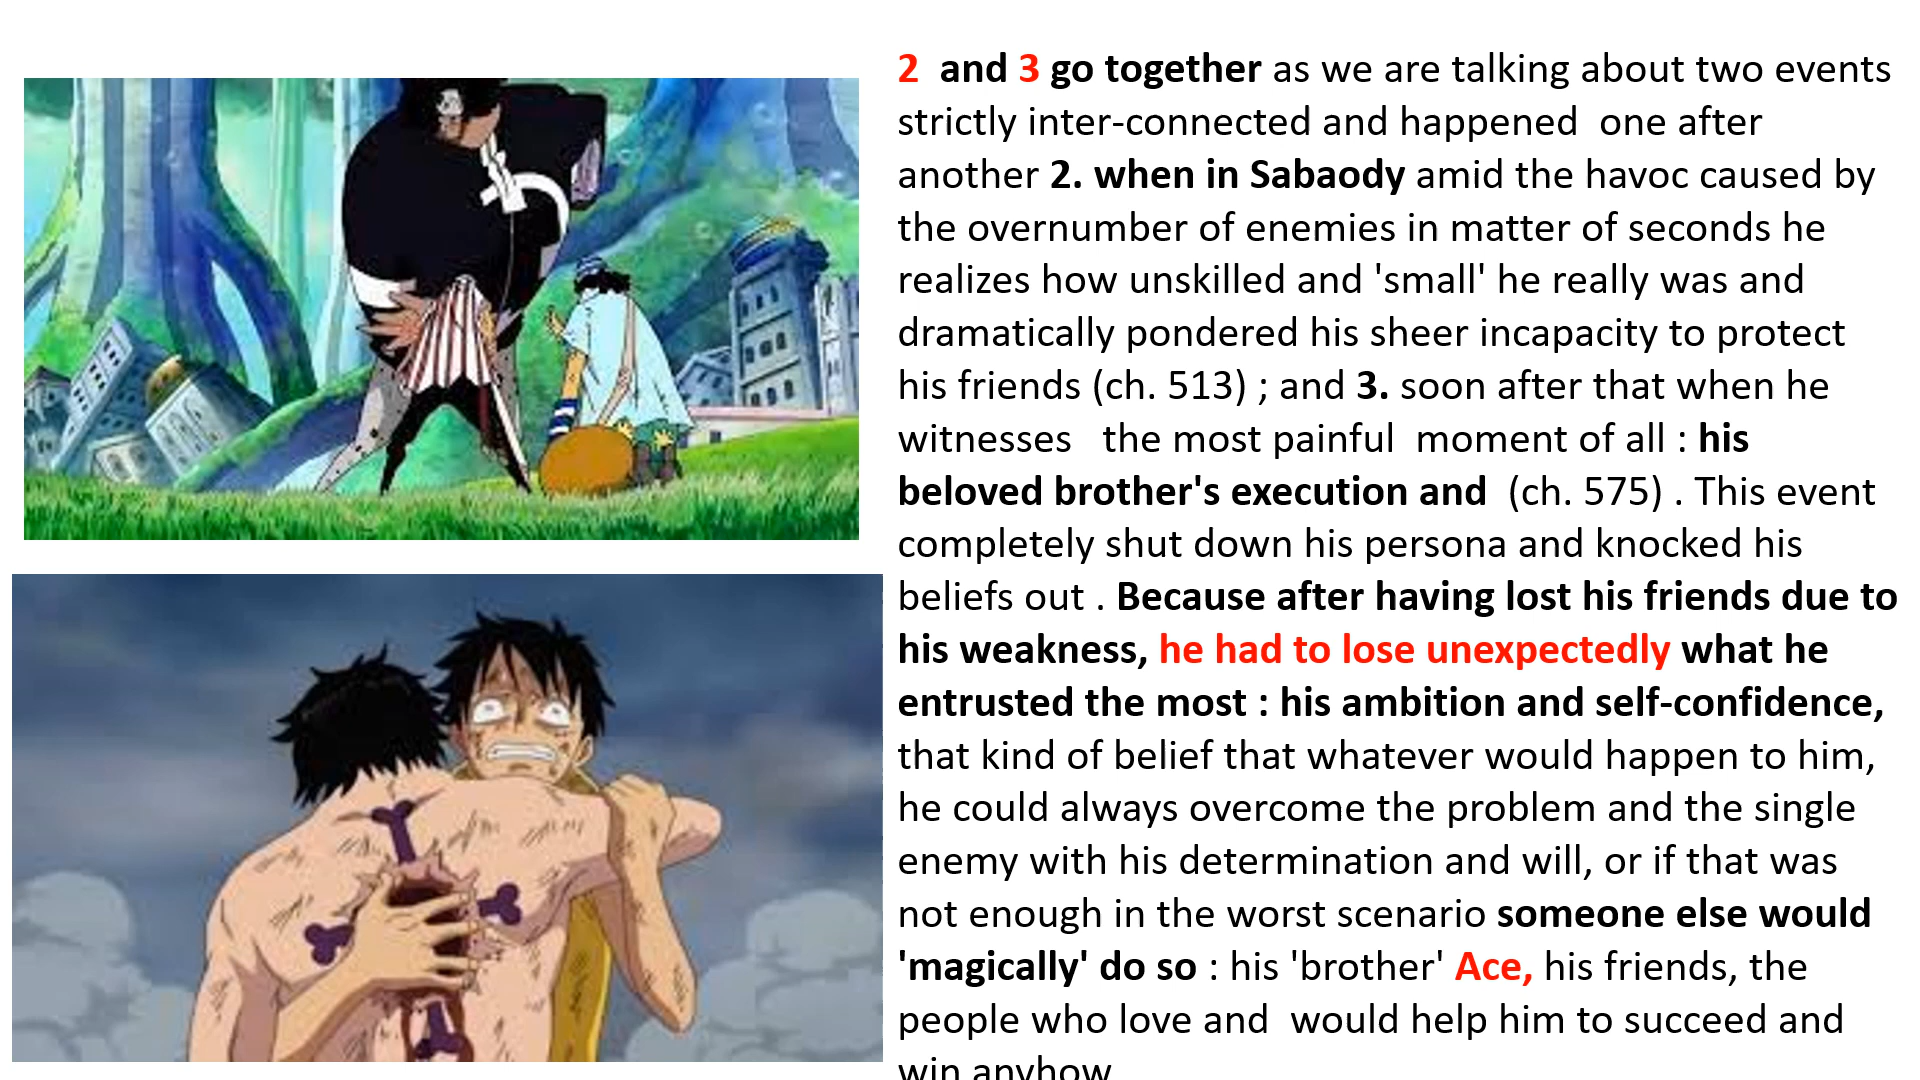 2  and 3 go together as we are talking about two events
strictly inter-connected and happened  one after
another 2. when in Sabaody amid the havoc caused by
the overnumber of enemies in matter of seconds he
realizes how unskilled and 'small' he really was and
dramatically pondered his sheer incapacity to protect
his friends (ch. 513) ; and 3. soon after that when he
witnesses   the most painful  moment of all : his
beloved brother's execution and  (ch. 575) . This event
completely shut down his persona and knocked his
beliefs out . Because after having lost his friends due to
his weakness, he had to lose unexpectedly what he
entrusted the most : his ambition and self-confidence,
that kind of belief that whatever would happen to him,
he could always overcome the problem and the single
enemy with his determination and will, or if that was
not enough in the worst scenario someone else would
'magically' do so : his 'brother' Ace, his friends, the
people who love and  would help him to succeed and
win anyhow